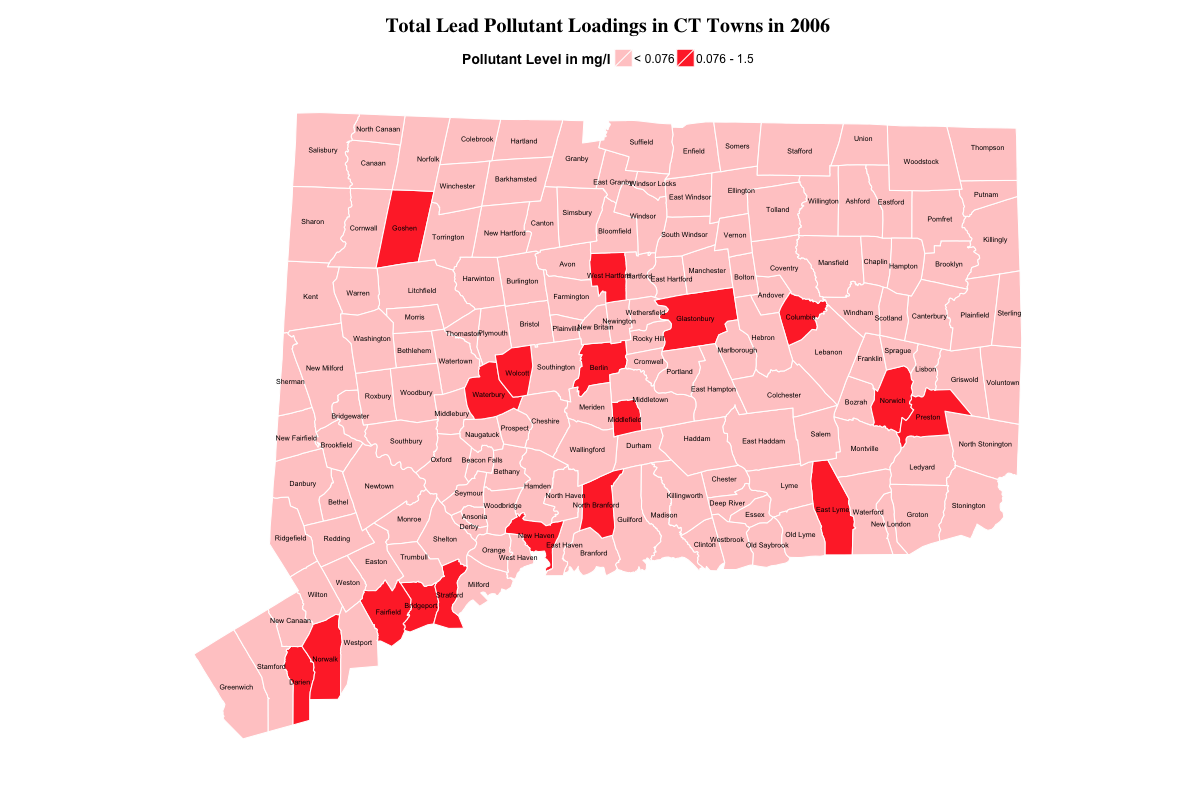 Total Lead Pollutant Loadings in CT Towns in 2006
Pollutant Level in mg/l < 0.076 0.076 - 1.5
North Canaan
Colebrook
Hartland
Salisbury
Canaan
Norfolk
Granby
Suffield
Enfield
Somers
Stafford
Union
Woodstock
Thompson
Winchester
Barkhamsted
East Granby
Windsor Locks
East Windsor
Ellington
Tolland
Willington
Ashford
Eastford
Putnam
Pomfret
Sharon
Cornwall
Goshen
Torrington
New Hartford
Canton
Simsbury
Bloomfield
Windsor
South Windsor
Vernon
Killingly
Kent
Warren
Litchfield
Harwinton
Burlington
Avon
Farmington
West Hartford
Hartford
East Hartford
Manchester
Bolton
Coventry
Mansfield
Chaplin
Hampton
Brooklyn
Andover
Columbia
Windham
Scotland
Canterbury
Plainfield
Sterling
Morris
Washington
Bethlehem
Thomaston
Plymouth
Bristol
Plainville
New Britain
Newington
Wethersfield
Rocky Hill
Glastonbury
Hebron
Marlborough
Lebanon
Franklin
Sprague
Lisbon
Griswold
Voluntown
New Milford
Sherman
Watertown
Wolcott
Southington
Berlin
Cromwell
Portland
East Hampton
Colchester
Bozrah
Norwich
Preston
Roxbury
Woodbury
Waterbury
Middlebury
Bridgewater
Meriden
Middletown
Middlefield
Cheshire
Prospect
Naugatuck
New Fairfield
Brookfield
Southbury
Oxford
Beacon Falls
Bethany
Wallingford
Durham
Haddam
East Haddam
Salem
Montville
North Stonington
Ledyard
Danbury
Bethel
Newtown
Seymour
Woodbridge
Hamden
North Haven
North Branford
Guilford
Madison
Killingworth
Chester
Deep River
Essex
Lyme
East Lyme
Waterford
New London
Groton
Stonington
Ridgefield
Redding
Monroe
Ansonia
Derby
Shelton
Orange
New Haven
West Haven
East Haven
Branford
Clinton
Westbrook
Old Saybrook
Old Lyme
Easton
Trumbull
Weston
Wilton
Milford
Stratford
Bridgeport
Fairfield
New Canaan
Westport
Norwalk
Darien
Stamford
Greenwich